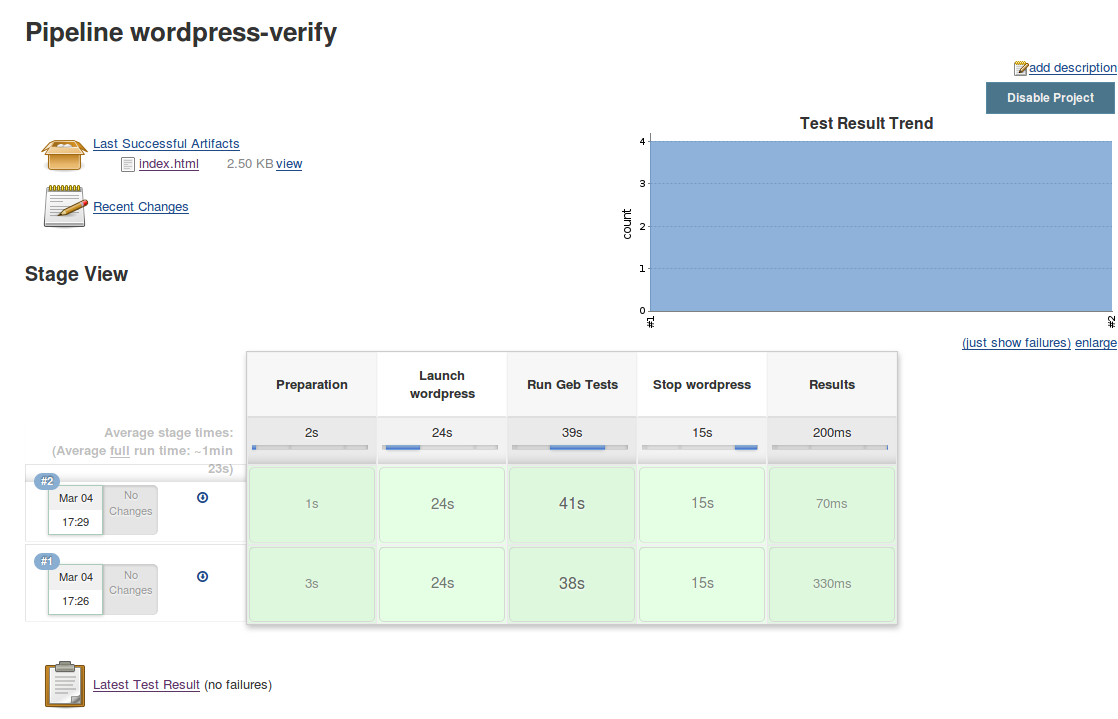 Pipeline wordpress-verify
add description
Disable Project
Last Successful Artifacts
index.html 2.50 KB view
Recent Changes
Test Result Trend
4
3
2
1
0
count
#1
#2
(just show failures) enlarge
Stage View
Preparation
Launch
wordpress
Run Geb Tests
Stop wordpress
Results
Average stage times:
(Average full run time: ~1min
23s)
2s
24s
39s
15s
200ms
#2
Mar 04
17:29
No
Changes
1s
24s
41s
15s
70ms
#1
Mar 04
17:26
No
Changes
3s
24s
38s
15s
330ms
Latest Test Result (no failures)